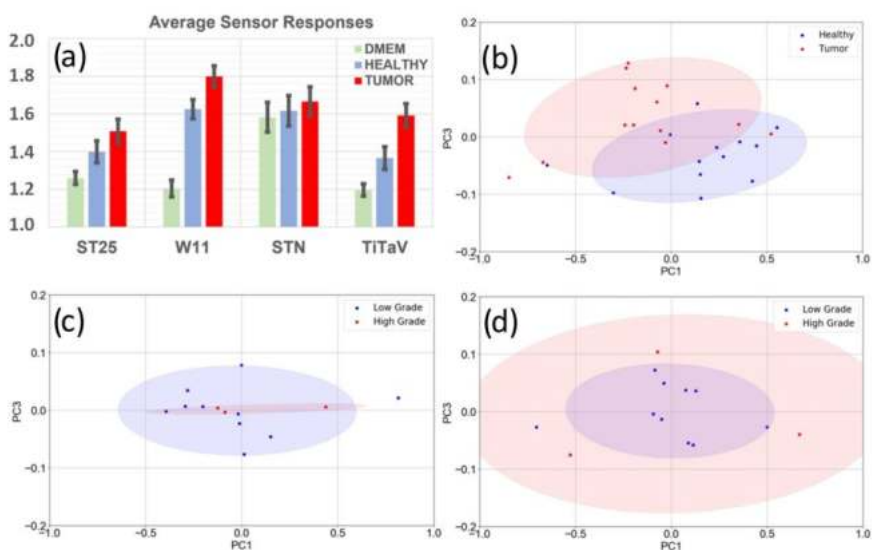 Average Sensor Responses
(a)
2.0
1.8
1.6
1.4
1.2
1.0
DMEM
HEALTHY
TUMOR
ST25 W11 STN TiTaV
(b)
Healthy
Tumor
0.2
0.1
0.0
−0.1
−0.2
PC3
−1.0 −0.5 0.0 0.5 1.0
PC1
(c)
Low Grade
High Grade
0.2
0.1
0.0
−0.1
−0.2
PC3
−1.0 −0.5 0.0 0.5 1.0
PC1
(d)
Low Grade
High Grade
0.2
0.1
0.0
−0.1
−0.2
PC3
−1.0 −0.5 0.0 0.5 1.0
PC1